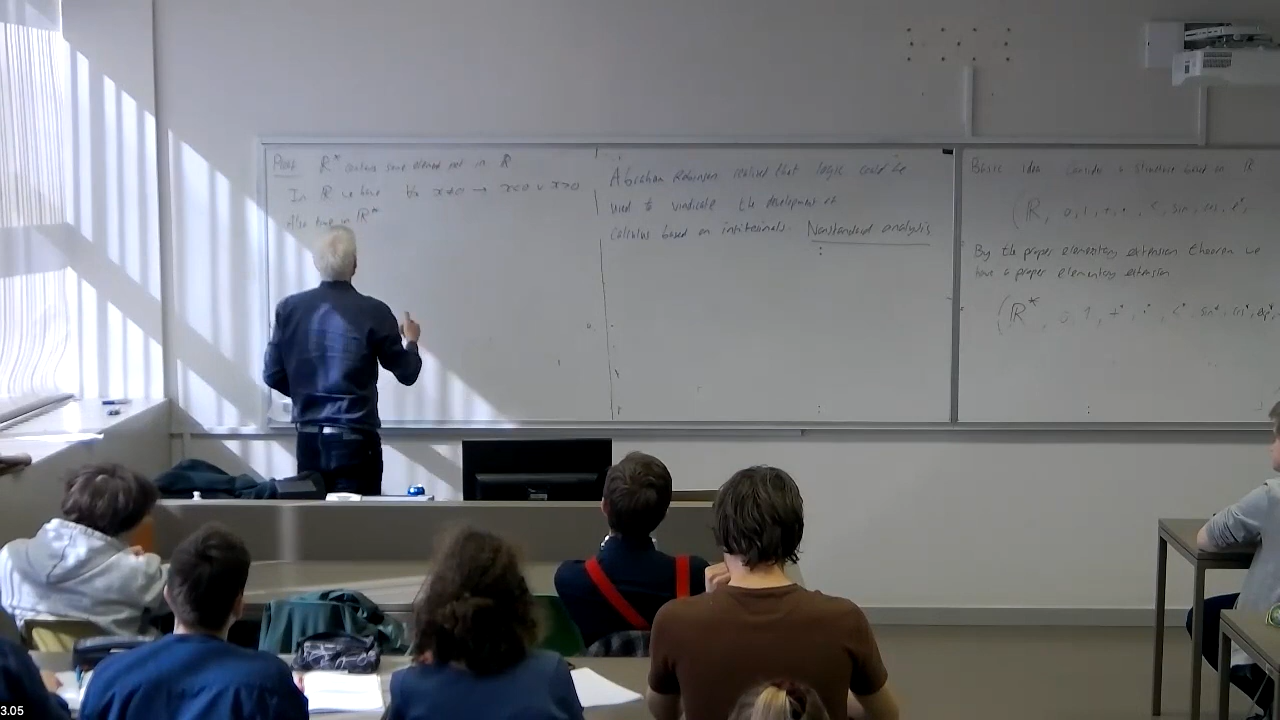 Proof R* contains some element not in R
In R we have ∀x x≠0 → x<0 ∨ x>0
Also true in R*
Abraham Robinson realised that logic could be
used to vindicate the development of
calculus based on infinitesimals. Nonstandard analysis
Basic idea Consider a structure based on R
(R, 0, 1, +, ·, <, sin, cos, e^x,
By the proper elementary extension theorem we
have a proper elementary extension
(R*, 0, 1, +*, ·*, <*, sin*, cos*,
3.05